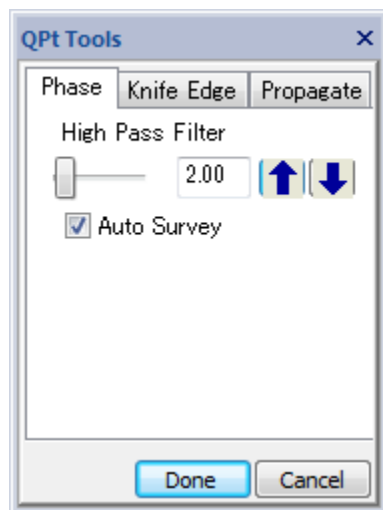 QPt Tools
Phase Knife Edge Propagate
High Pass Filter
2.00
Auto Survey
Done Cancel